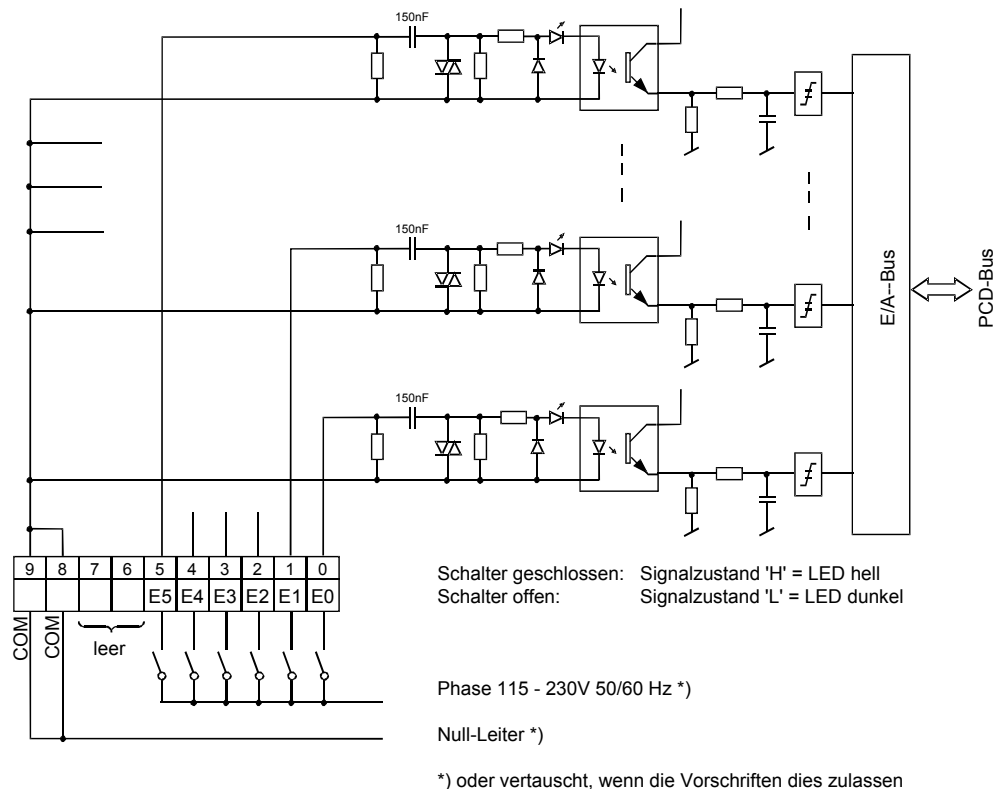 150nF
150nF
150nF
E/A--Bus
PCD-Bus
9 8 7 6 5 4 3 2 1 0
E5 E4 E3 E2 E1 E0
COM
COM
leer
Schalter geschlossen: Signalzustand 'H' = LED hell
Schalter offen: Signalzustand 'L' = LED dunkel
Phase 115 - 230V 50/60 Hz *)
Null-Leiter *)
*) oder vertauscht, wenn die Vorschriften dies zulassen